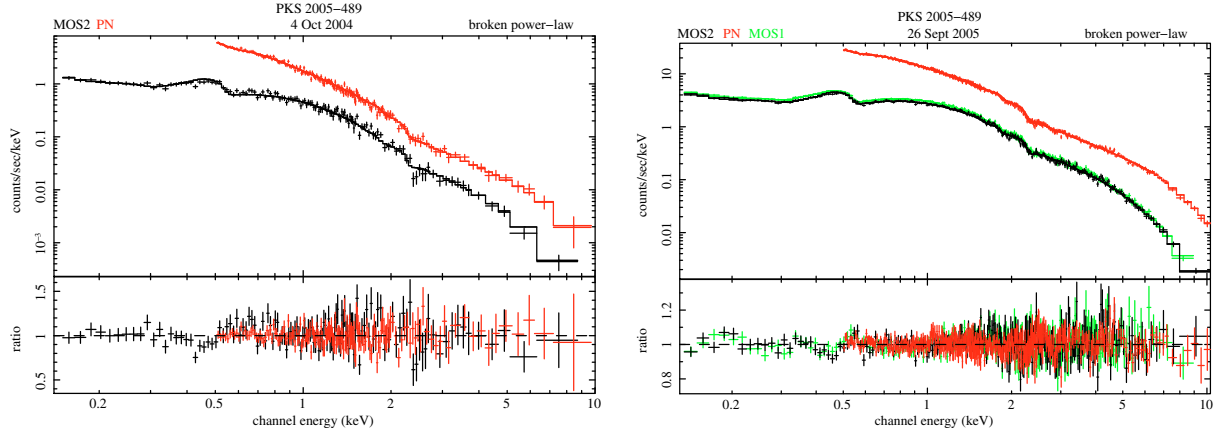 PKS 2005−489
MOS2 PN 4 Oct 2004 broken power−law
counts/sec/keV
1
0.1
0.01
10⁻³
ratio
1.5
1
0.5
0.2 0.5 1 2 5 10
channel energy (keV)
PKS 2005−489
MOS2 PN MOS1 26 Sept 2005 broken power−law
counts/sec/keV
10
1
0.1
0.01
ratio
1.2
1
0.8
0.2 0.5 1 2 5 10
channel energy (keV)